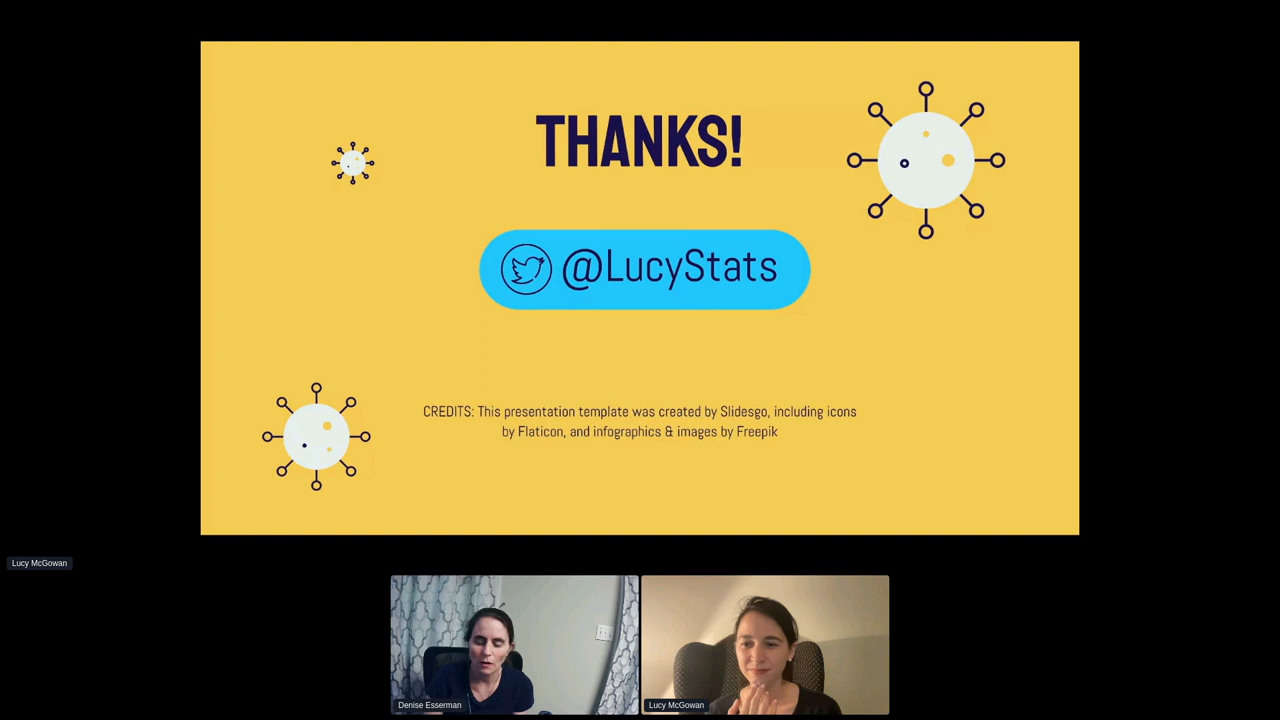 THANKS!
@LucyStats
CREDITS: This presentation template was created by Slidesgo, including icons
by Flaticon, and infographics & images by Freepik
Lucy McGowan
Denise Esserman
Lucy McGowan